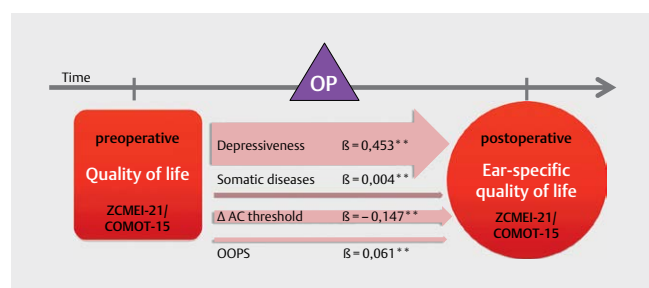 Time
OP
preoperative
Quality of life
ZCMEI-21/
COMOT-15
Depressiveness ß = 0,453**
Somatic diseases ß = 0,004**
Δ AC threshold ß = – 0,147**
OOPS ß = 0,061**
postoperative
Ear-specific
quality of life
ZCMEI-21/
COMOT-15